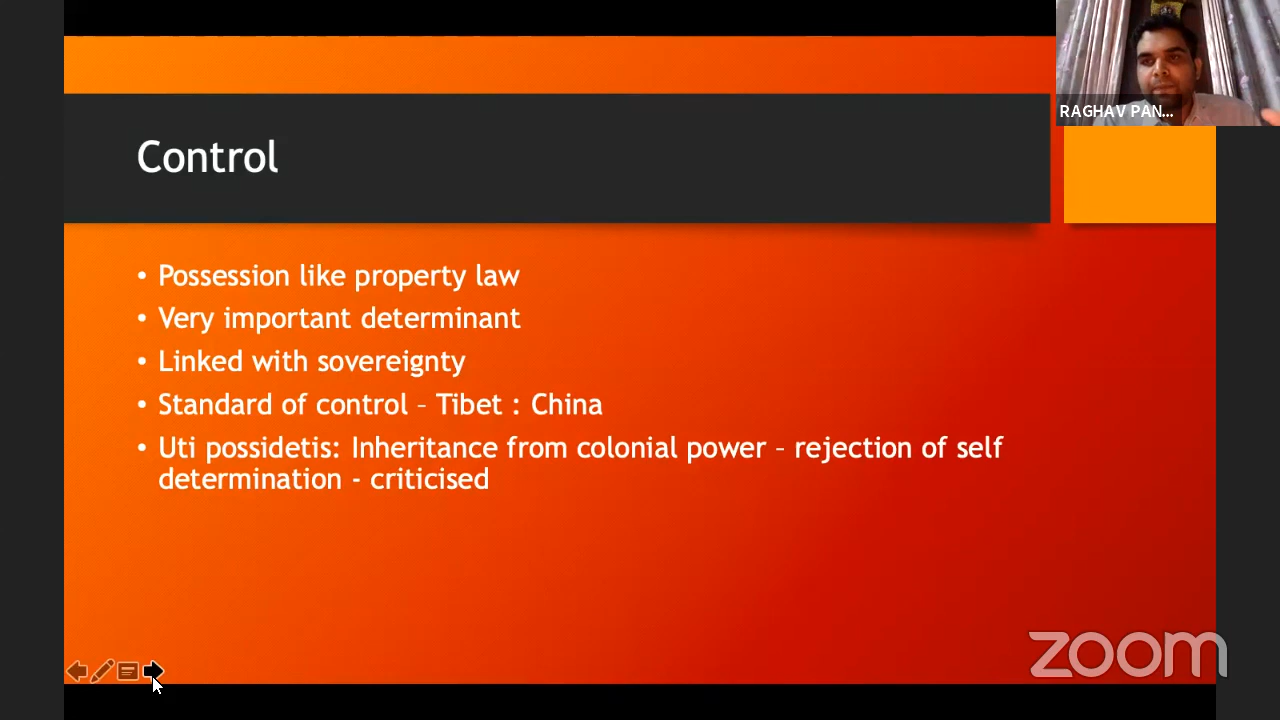 RAGHAV PAN...
Control
• Possession like property law
• Very important determinant
• Linked with sovereignty
• Standard of control – Tibet : China
• Uti possidetis: Inheritance from colonial power – rejection of self
determination - criticised
zoom